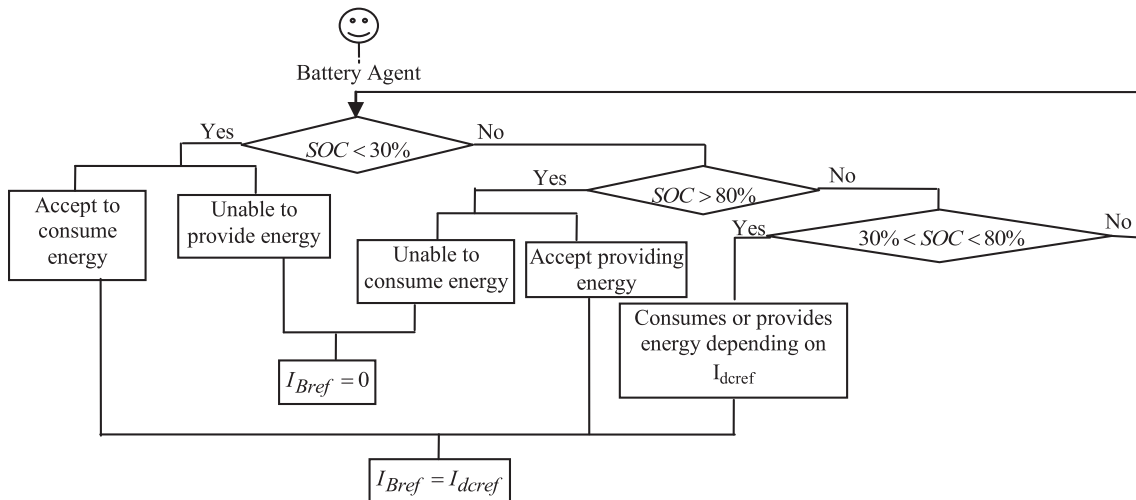 Battery Agent
Yes
No
SOC < 30%
Yes
No
SOC > 80%
Accept to
consume
energy
Unable to
provide energy
Yes
No
30% < SOC < 80%
Unable to
consume energy
Accept providing
energy
Consumes or provides
energy depending on
I_dcref
I_Bref = 0
I_Bref = I_dcref